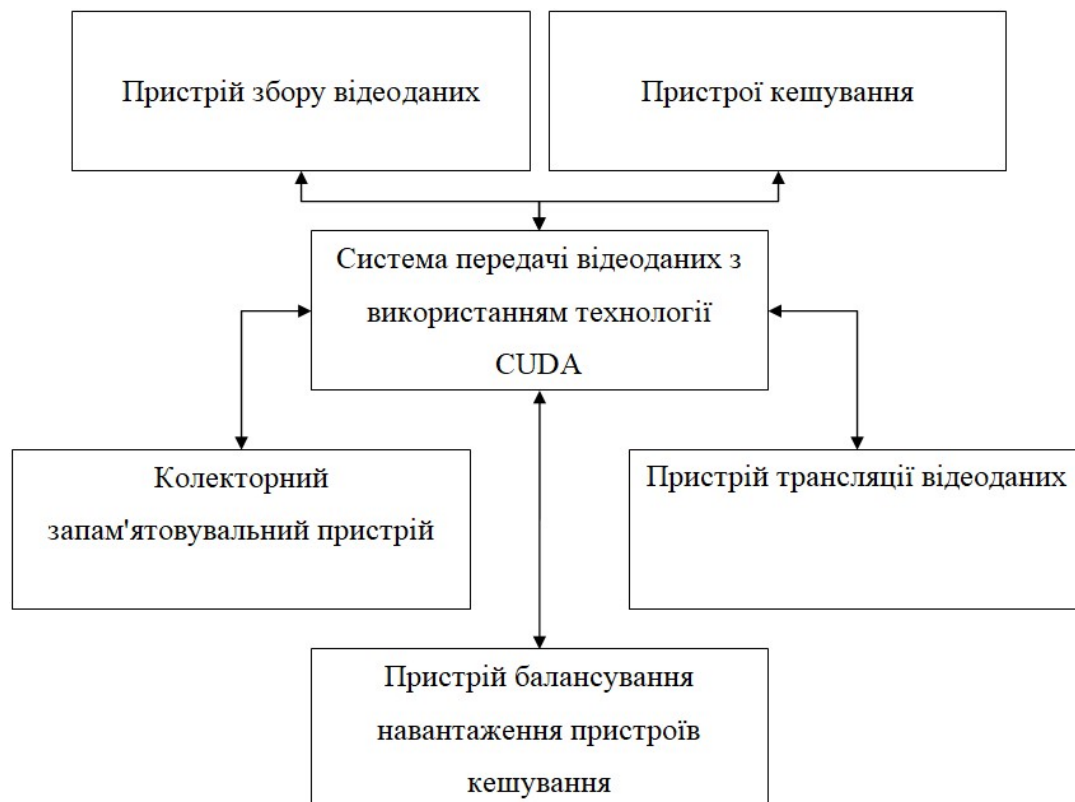 Пристрій збору відеоданих
Пристрої кешування
Система передачі відеоданих з
використанням технології
CUDA
Колекторний
запам'ятовувальний пристрій
Пристрій трансляції відеоданих
Пристрій балансування
навантаження пристроїв
кешування